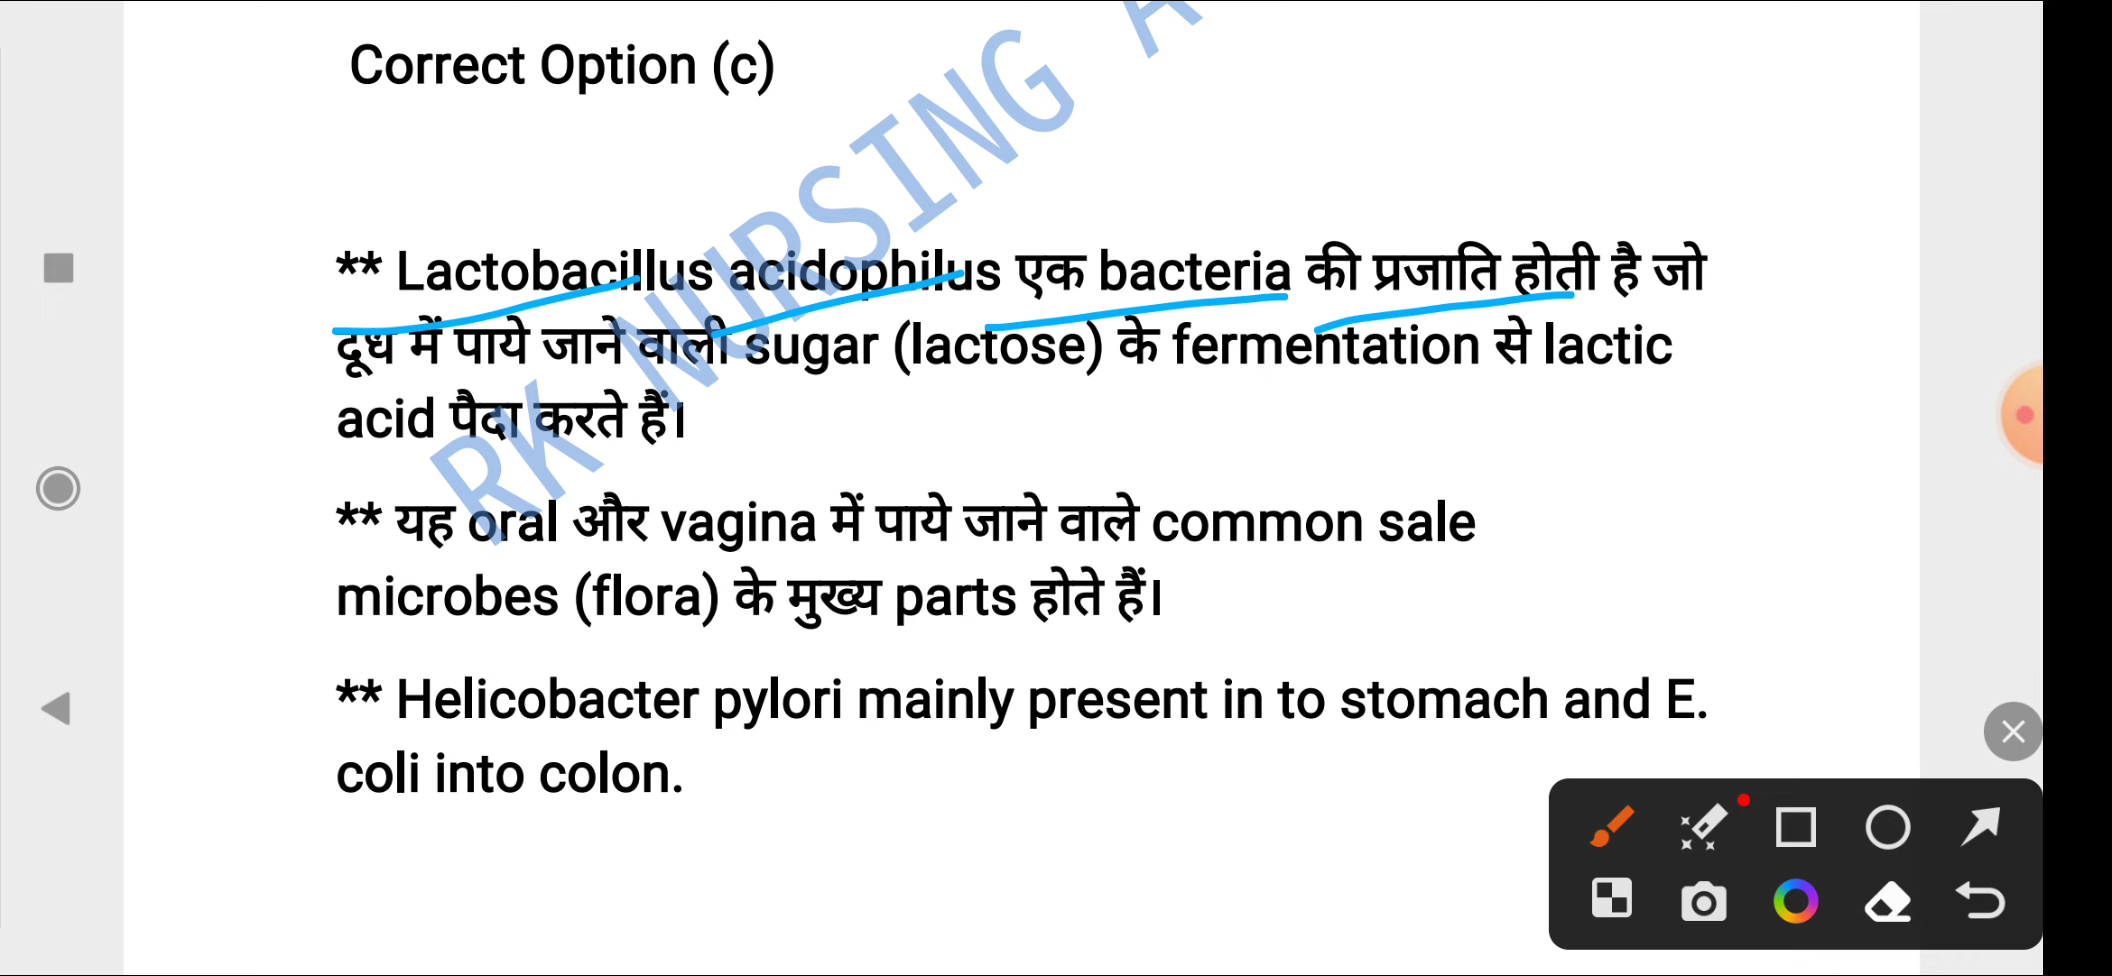 Correct Option (c)
** Lactobacillus acidophilus एक bacteria की प्रजाति होती है जो
दूध में पाये जाने वाली sugar (lactose) के fermentation से lactic
acid पैदा करते हैं।
** यह oral और vagina में पाये जाने वाले common sale
microbes (flora) के मुख्य parts होते हैं।
** Helicobacter pylori mainly present in to stomach and E.
coli into colon.
RK NURSING A